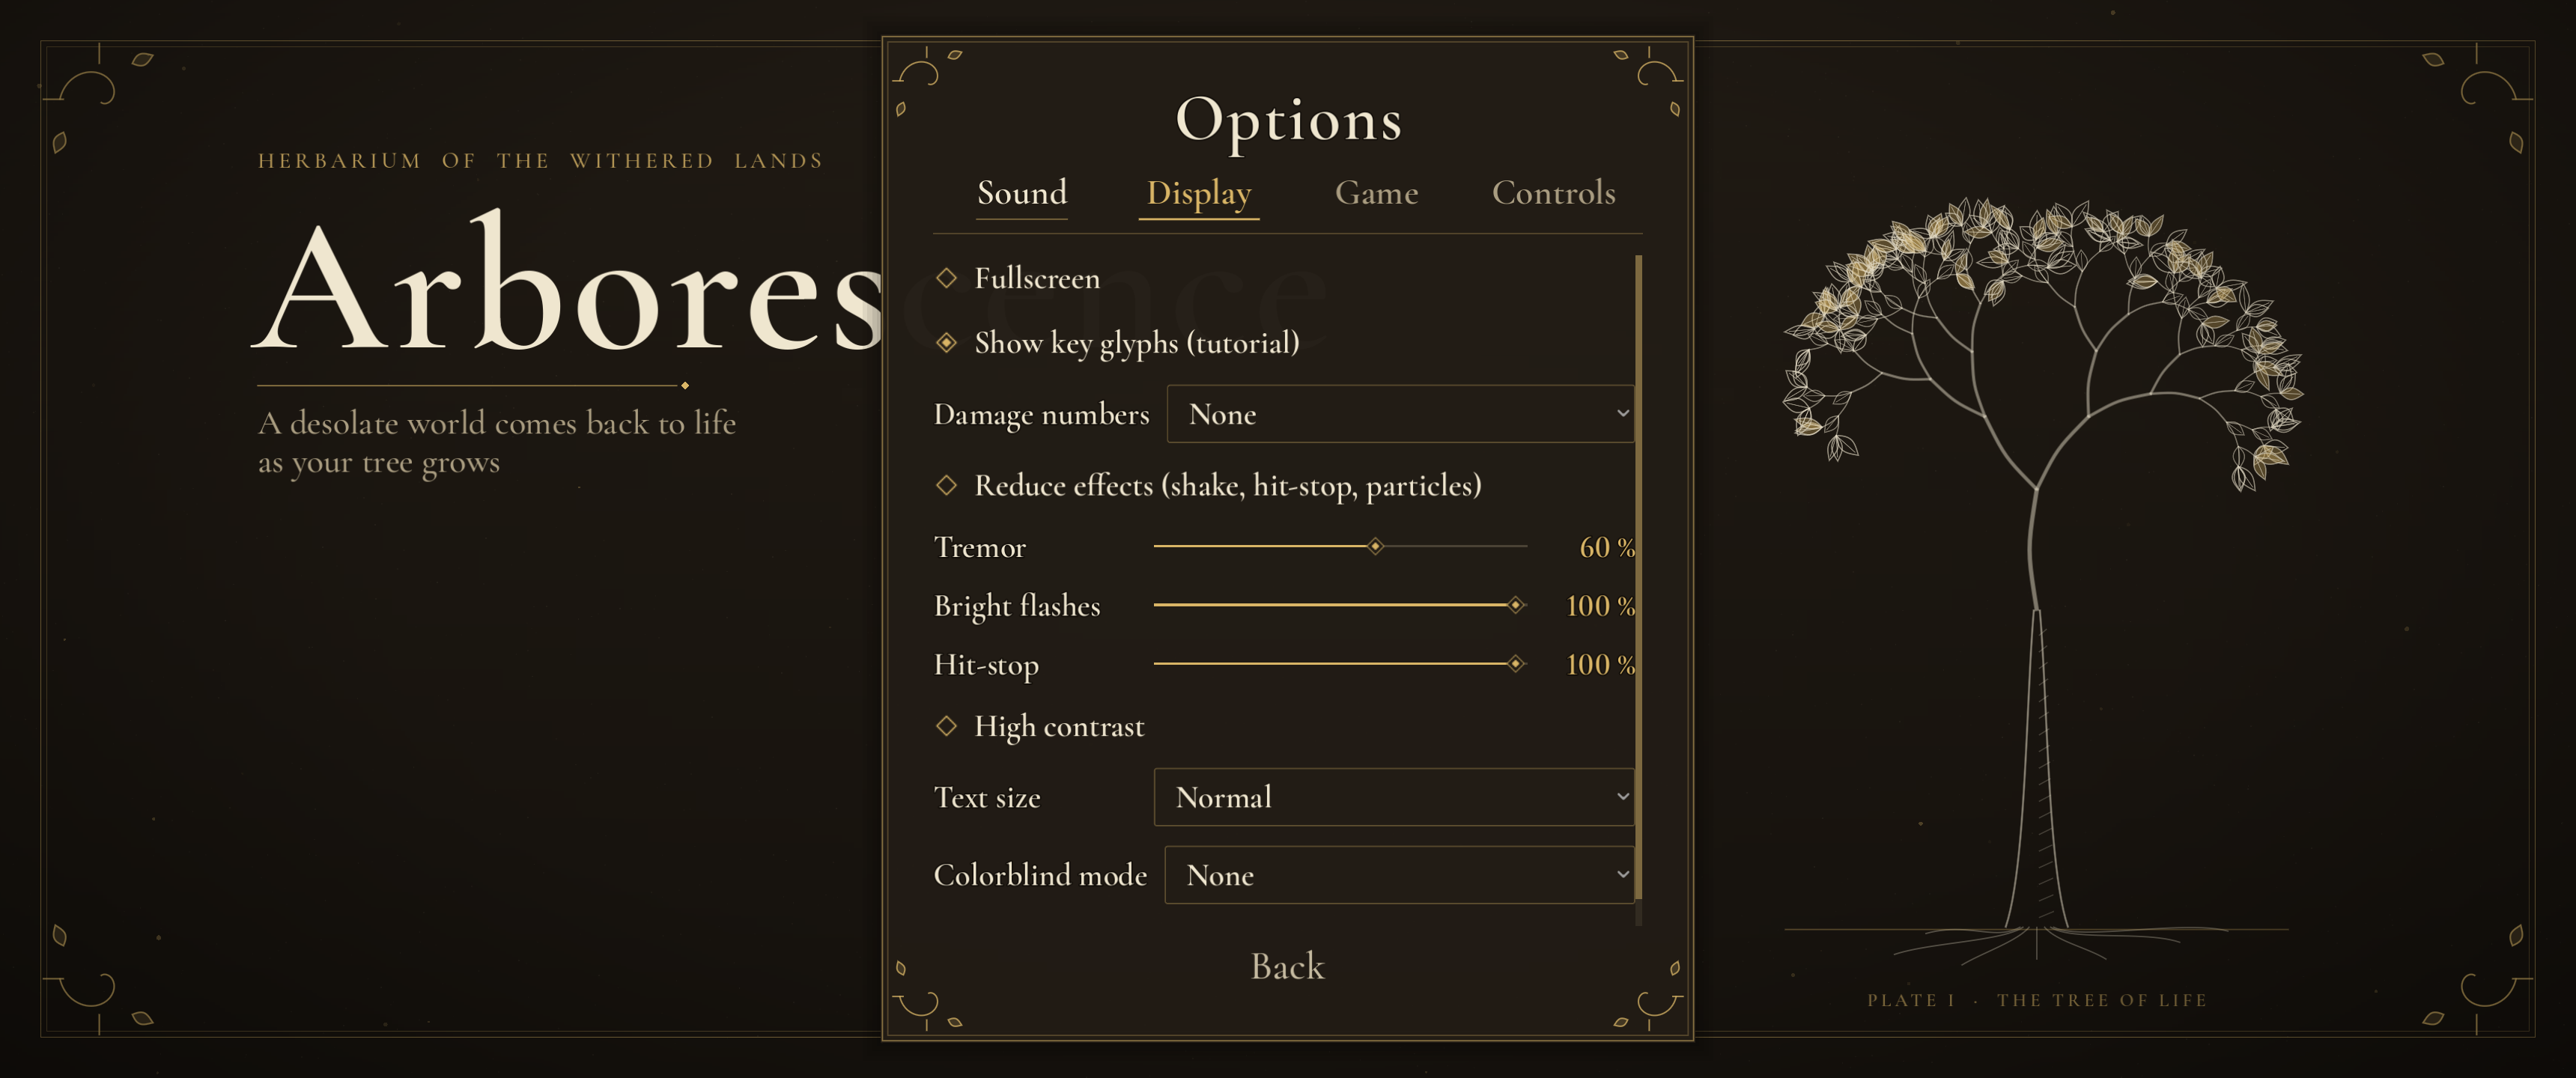 HERBARIUM OF THE WITHERED LANDS
Arborescence
A desolate world comes back to life
as your tree grows
Options
Sound Display Game Controls
Fullscreen
Show key glyphs (tutorial)
Damage numbers None
Reduce effects (shake, hit-stop, particles)
Tremor 60 %
Bright flashes 100 %
Hit-stop 100 %
High contrast
Text size Normal
Colorblind mode None
Back
PLATE I · THE TREE OF LIFE